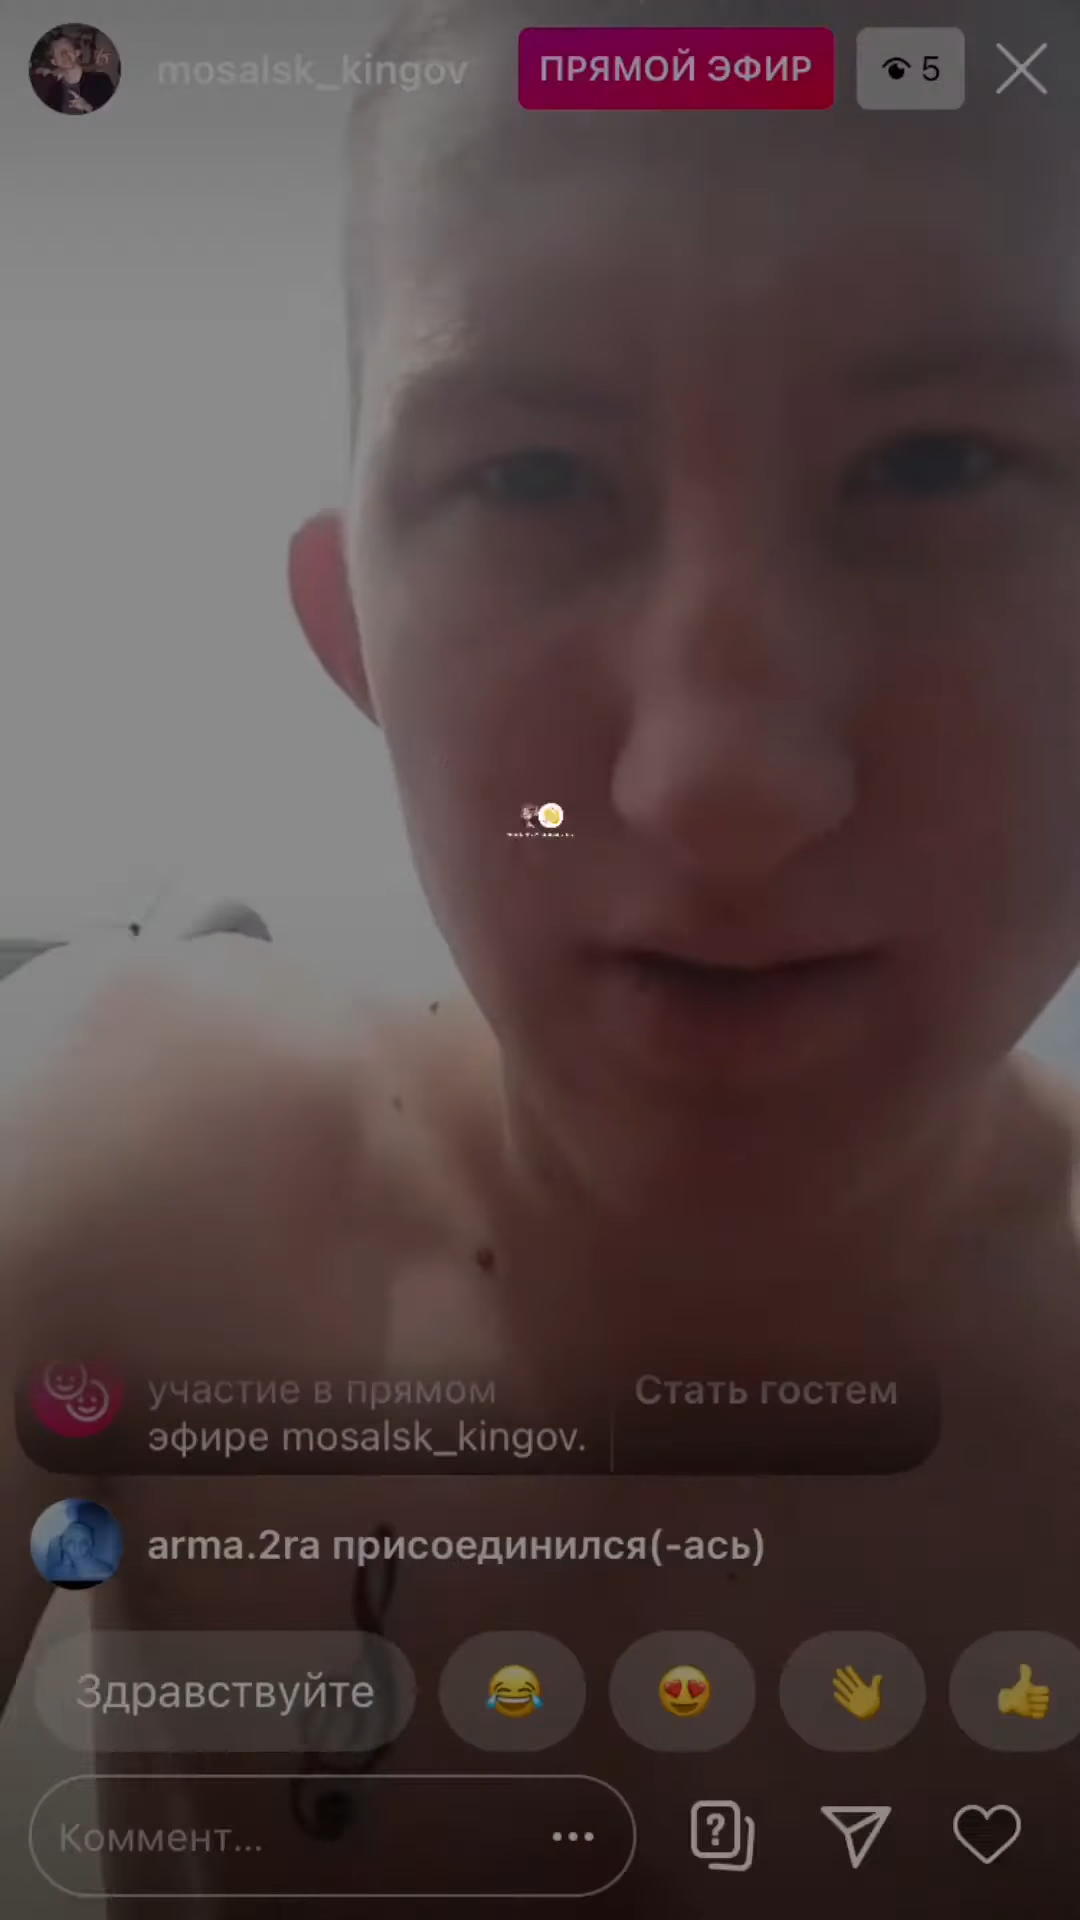 mosalsk_kingov
ПРЯМОЙ ЭФИР
5
участие в прямом
эфире mosalsk_kingov.
Стать гостем
arma.2ra присоединился(-ась)
Здравствуйте
Коммент...